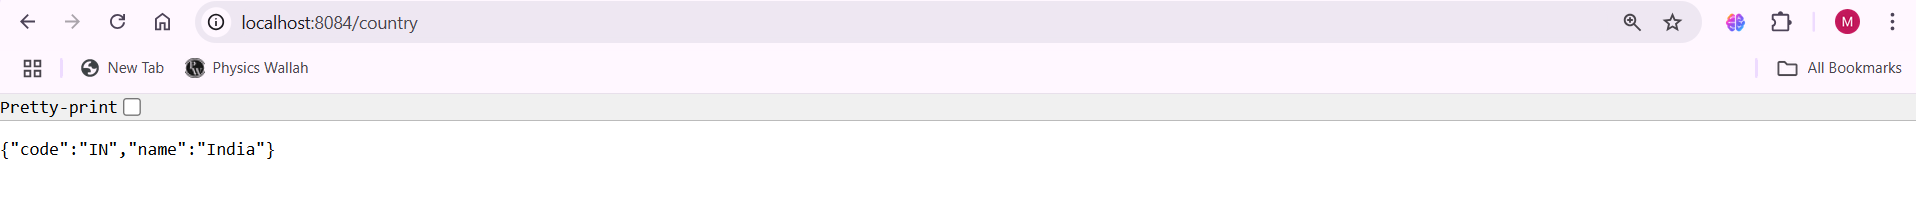 localhost:8084/country
M
New Tab
Physics Wallah
All Bookmarks
Pretty-print
{"code":"IN","name":"India"}